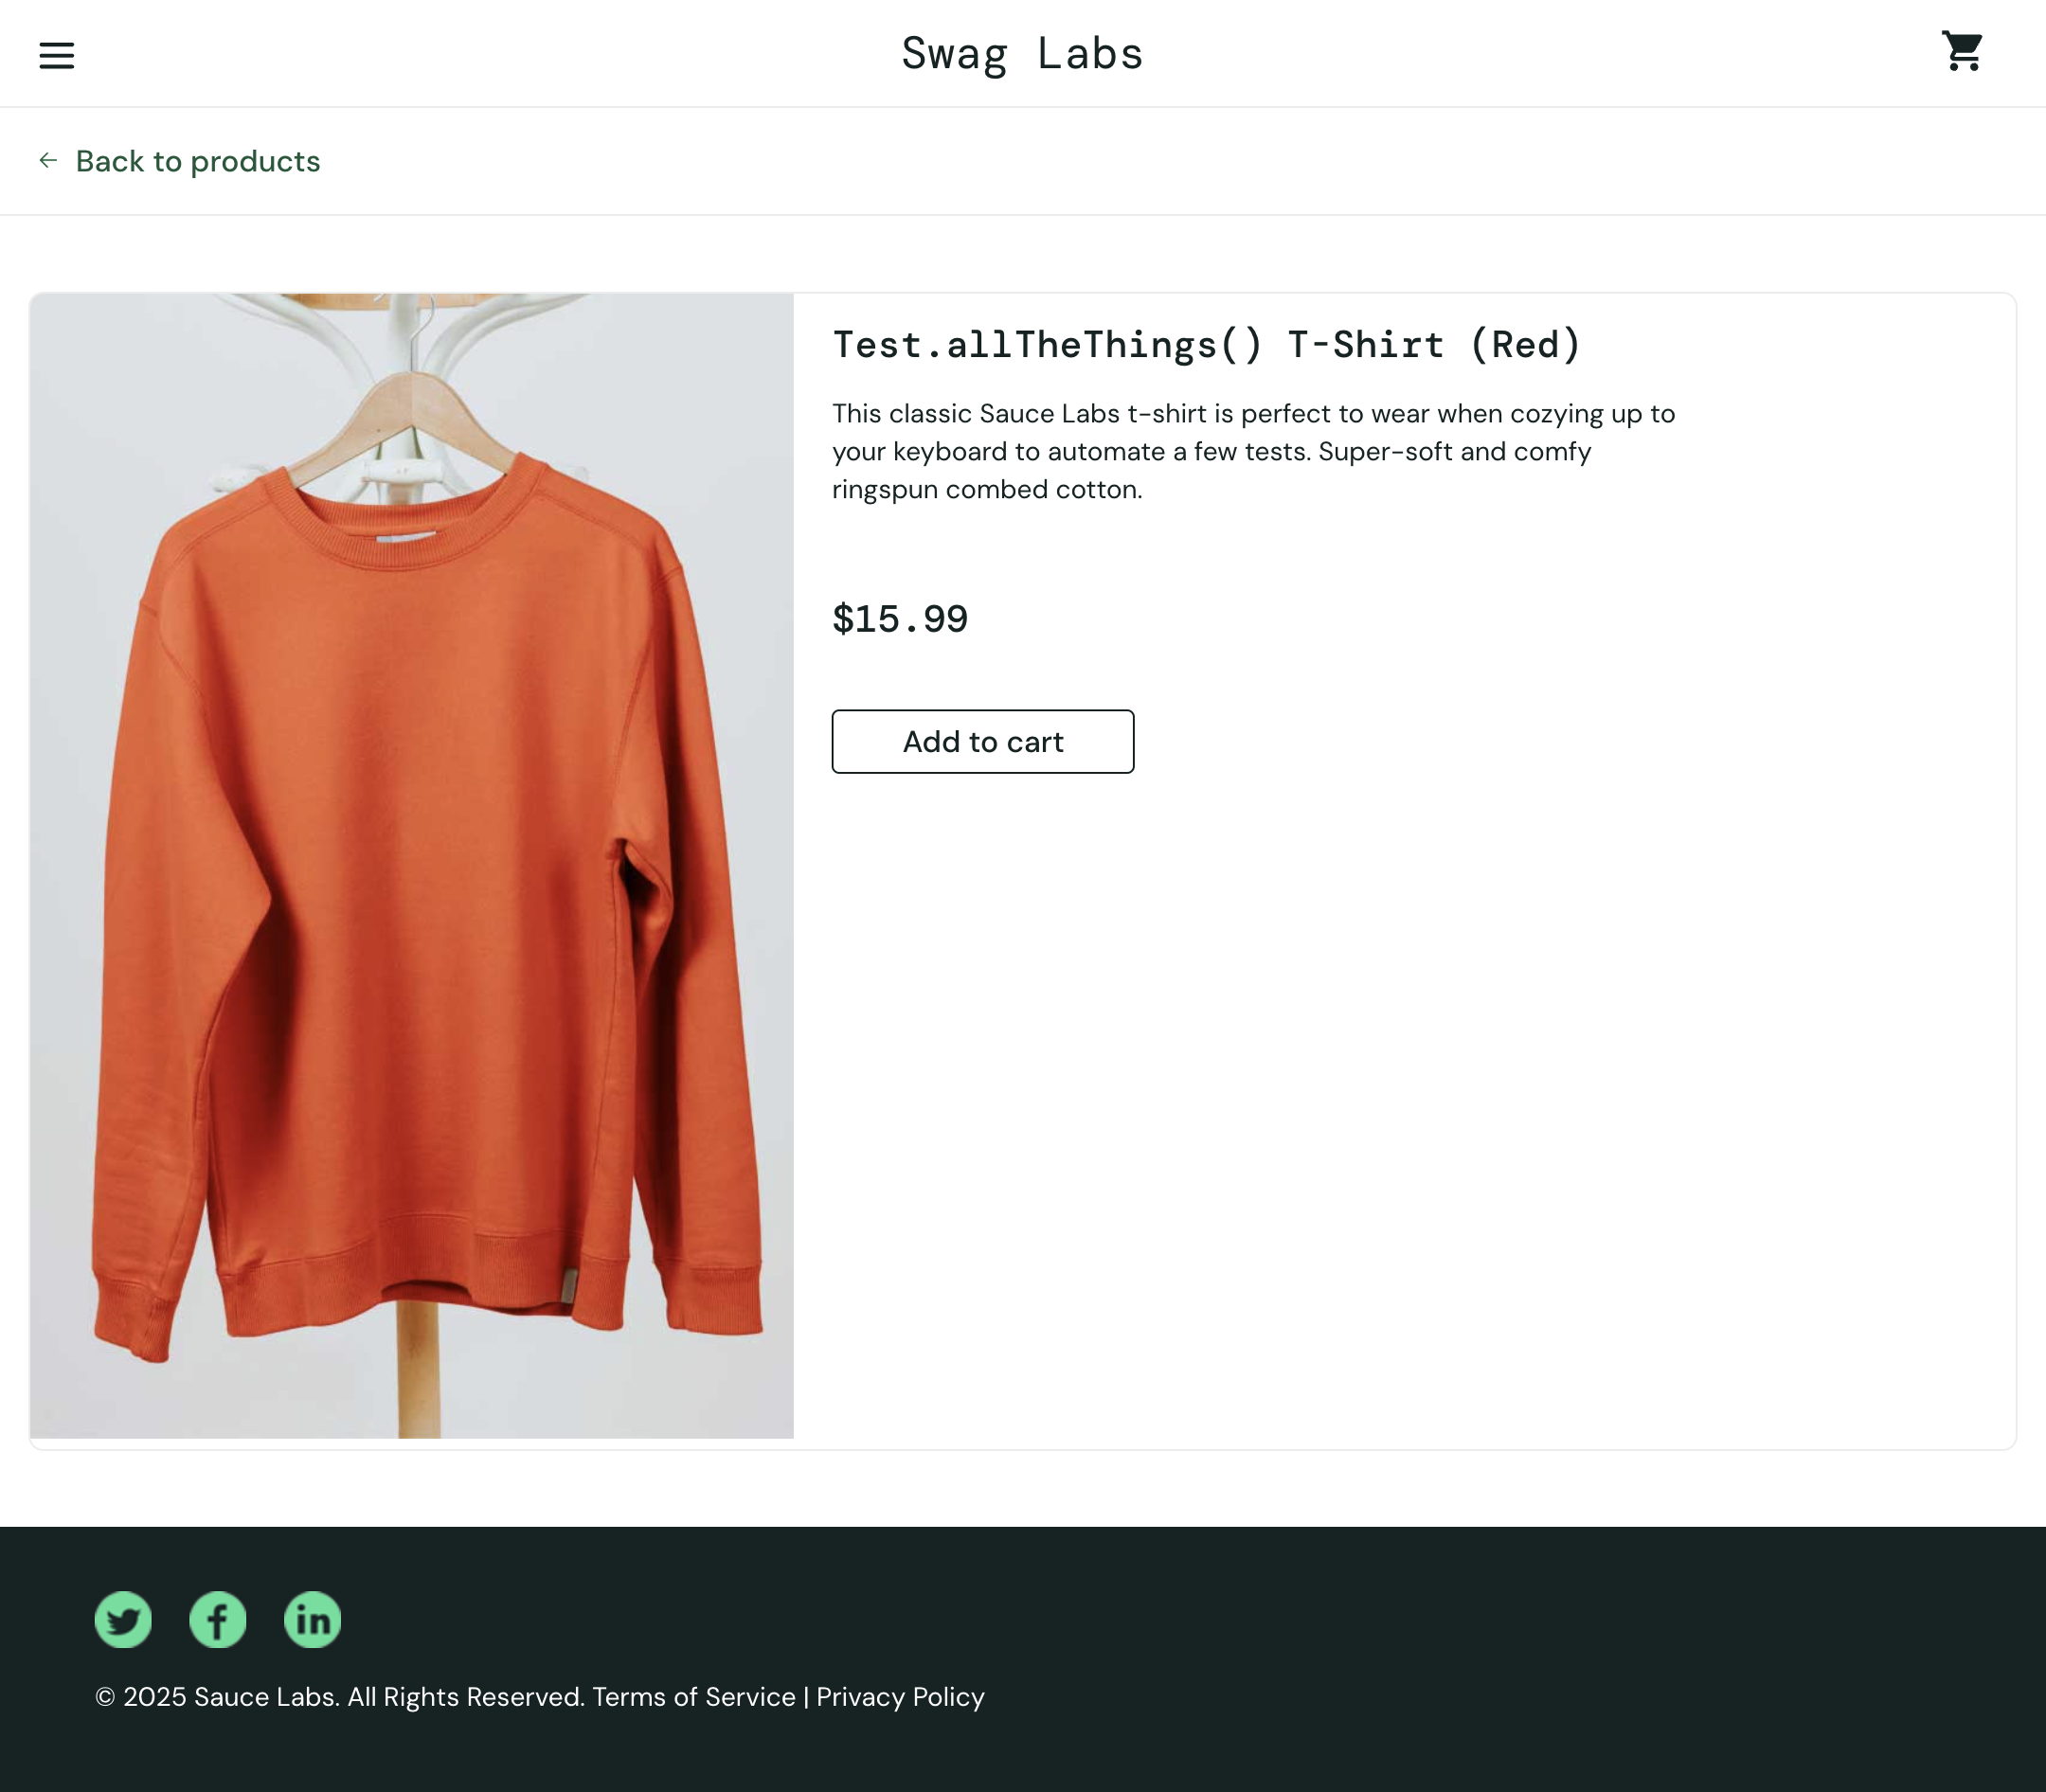 Swag Labs
Back to products
Test.allTheThings() T-Shirt (Red)
This classic Sauce Labs t-shirt is perfect to wear when cozying up to
your keyboard to automate a few tests. Super-soft and comfy
ringspun combed cotton.
$15.99
Add to cart
© 2025 Sauce Labs. All Rights Reserved. Terms of Service | Privacy Policy